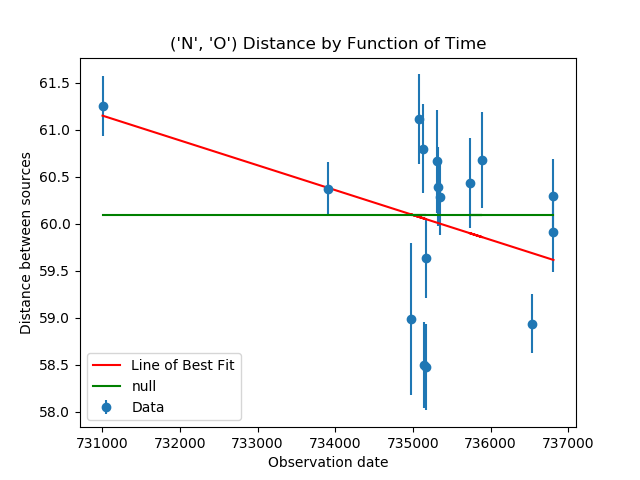 ('N', 'O') Distance by Function of Time
Distance between sources
61.5
61.0
60.5
60.0
59.5
59.0
58.5
58.0
Line of Best Fit
null
Data
731000 732000 733000 734000 735000 736000 737000
Observation date